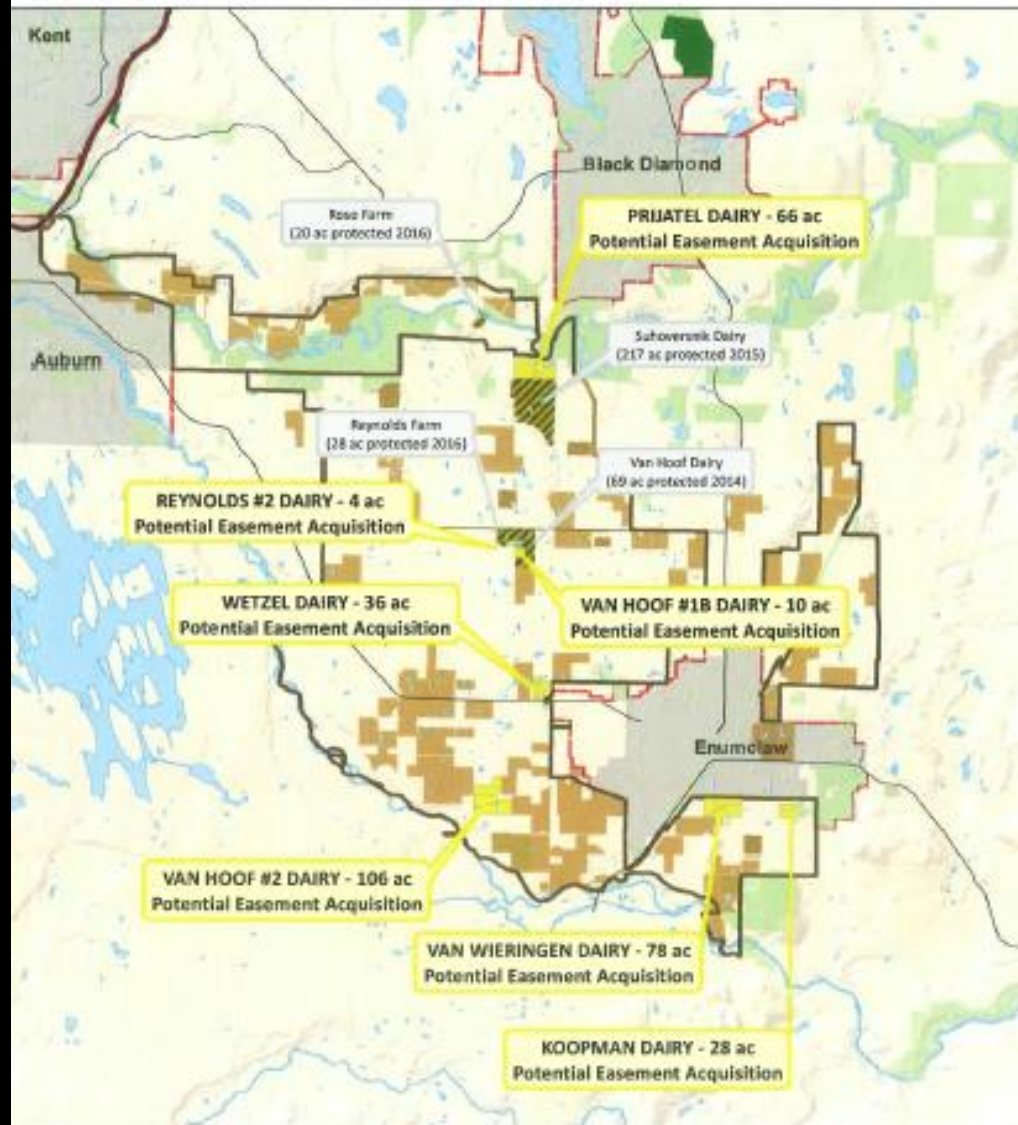 Kent
Black Diamond
Rose Farm
(20 ac protected 2016)
PRIJATEL DAIRY - 66 ac
Potential Easement Acquisition
Suhoversnik Dairy
(217 ac protected 2015)
Auburn
Reynolds Farm
(28 ac protected 2016)
Van Hoof Dairy
(69 ac protected 2014)
REYNOLDS #2 DAIRY - 4 ac
Potential Easement Acquisition
WETZEL DAIRY - 36 ac
Potential Easement Acquisition
VAN HOOF #1B DAIRY - 10 ac
Potential Easement Acquisition
Enumclaw
VAN HOOF #2 DAIRY - 106 ac
Potential Easement Acquisition
VAN WIERINGEN DAIRY - 78 ac
Potential Easement Acquisition
KOOPMAN DAIRY - 28 ac
Potential Easement Acquisition